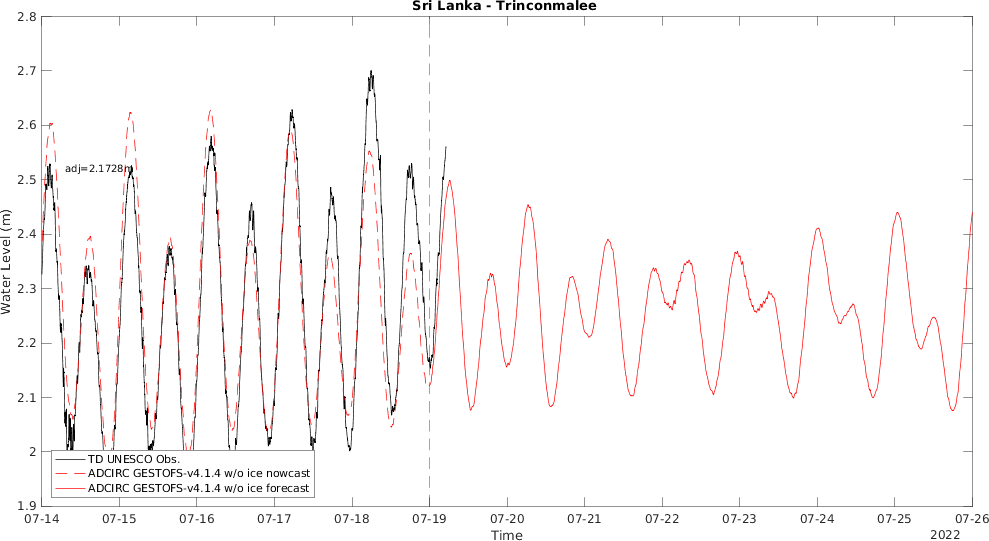 Sri Lanka - Trinconmalee
2.8
2.7
2.6
2.5
2.4
2.3
2.2
2.1
2
1.9
Water Level (m)
adj=2.1728
TD UNESCO Obs.
ADCIRC GESTOFS-v4.1.4 w/o ice nowcast
ADCIRC GESTOFS-v4.1.4 w/o ice forecast
07-14 07-15 07-16 07-17 07-18 07-19 07-20 07-21 07-22 07-23 07-24 07-25 07-26
Time
2022